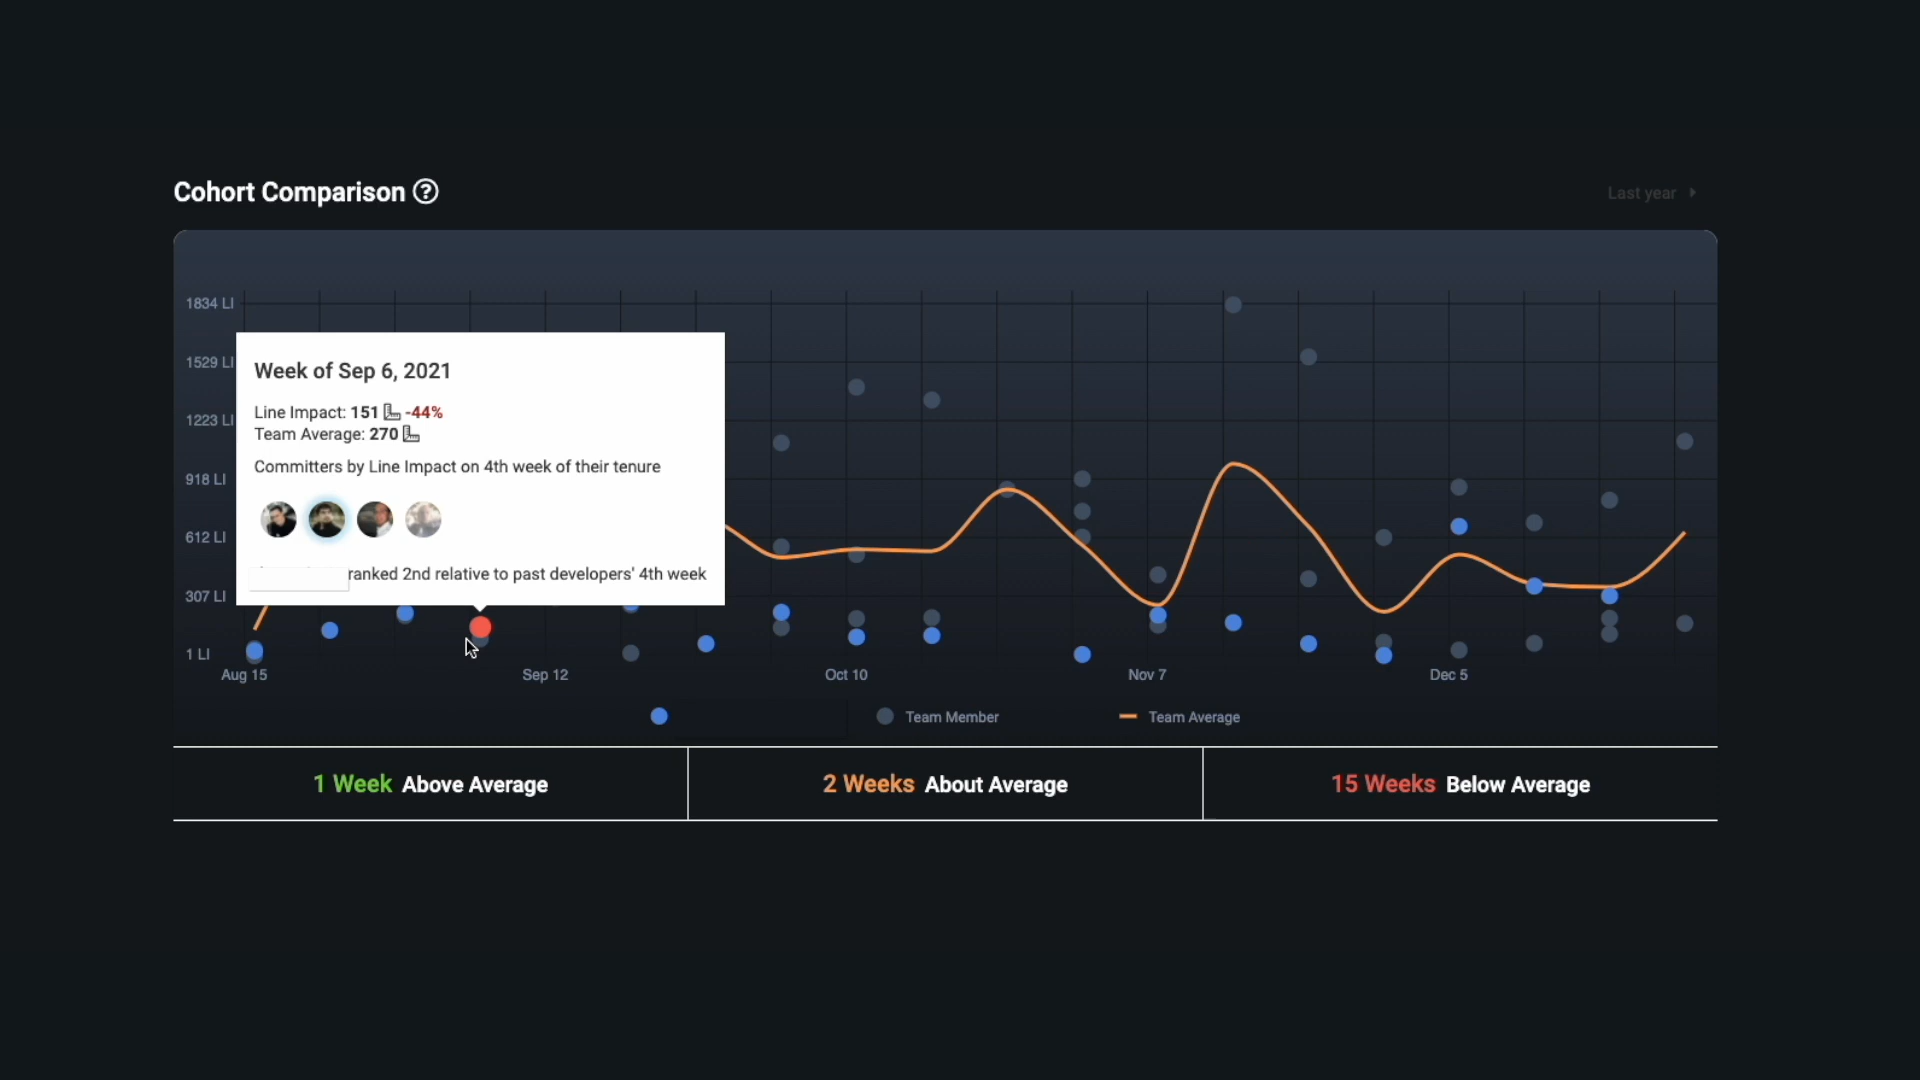 Cohort Comparison ?
Last year
1834 LI
1529 LI
1223 LI
918 LI
612 LI
307 LI
1 LI
Week of Sep 6, 2021
Line Impact: 151 -44%
Team Average: 270
Committers by Line Impact on 4th week of their tenure
ranked 2nd relative to past developers' 4th week
Aug 15
Sep 12
Oct 10
Nov 7
Dec 5
Team Member
Team Average
1 Week Above Average
2 Weeks About Average
15 Weeks Below Average